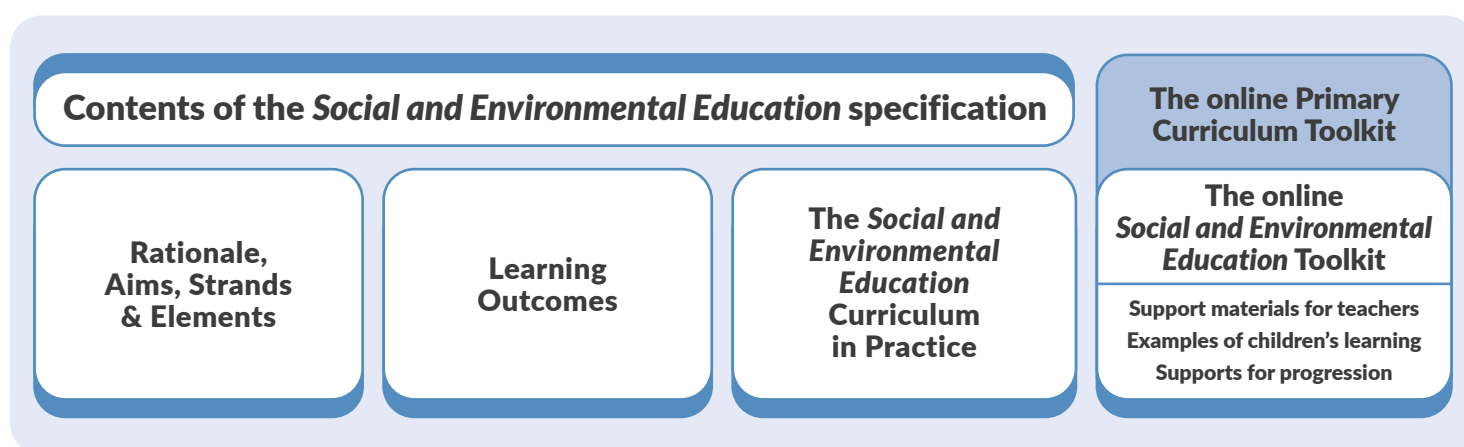 Contents of the Social and Environmental Education specification
Rationale,
Aims, Strands
& Elements
Learning
Outcomes
The Social and
Environmental
Education
Curriculum
in Practice
The online Primary
Curriculum Toolkit
The online
Social and Environmental
Education Toolkit
Support materials for teachers
Examples of children’s learning
Supports for progression